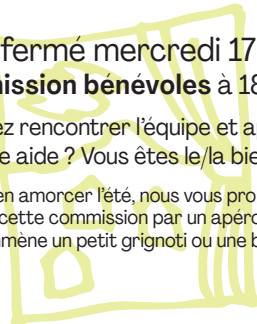 fermé mercredi 17
ission bénévoles à 18
ez rencontrer l'équipe et a
e aide ? Vous êtes le/la bie
en amorcer l'été, nous vous pro
cette commission par un apéro
mène un petit grignoti ou une b